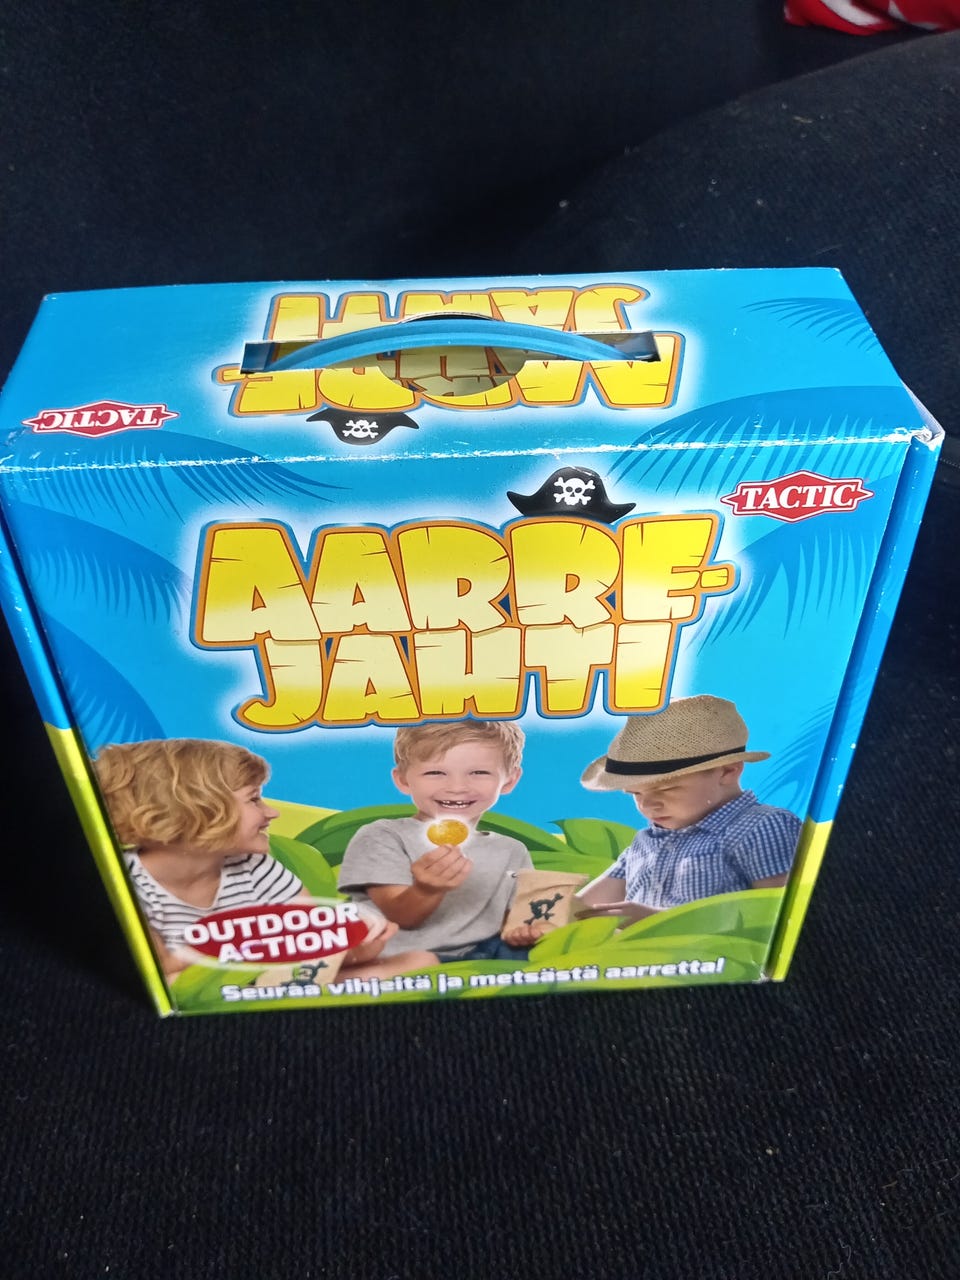 JAHTI
AARRE-
TACTIC
TACTIC
AARRE-
JAHTI
OUTDOOR
ACTION
Seuraa vihjeitä ja metsästä aarretta!